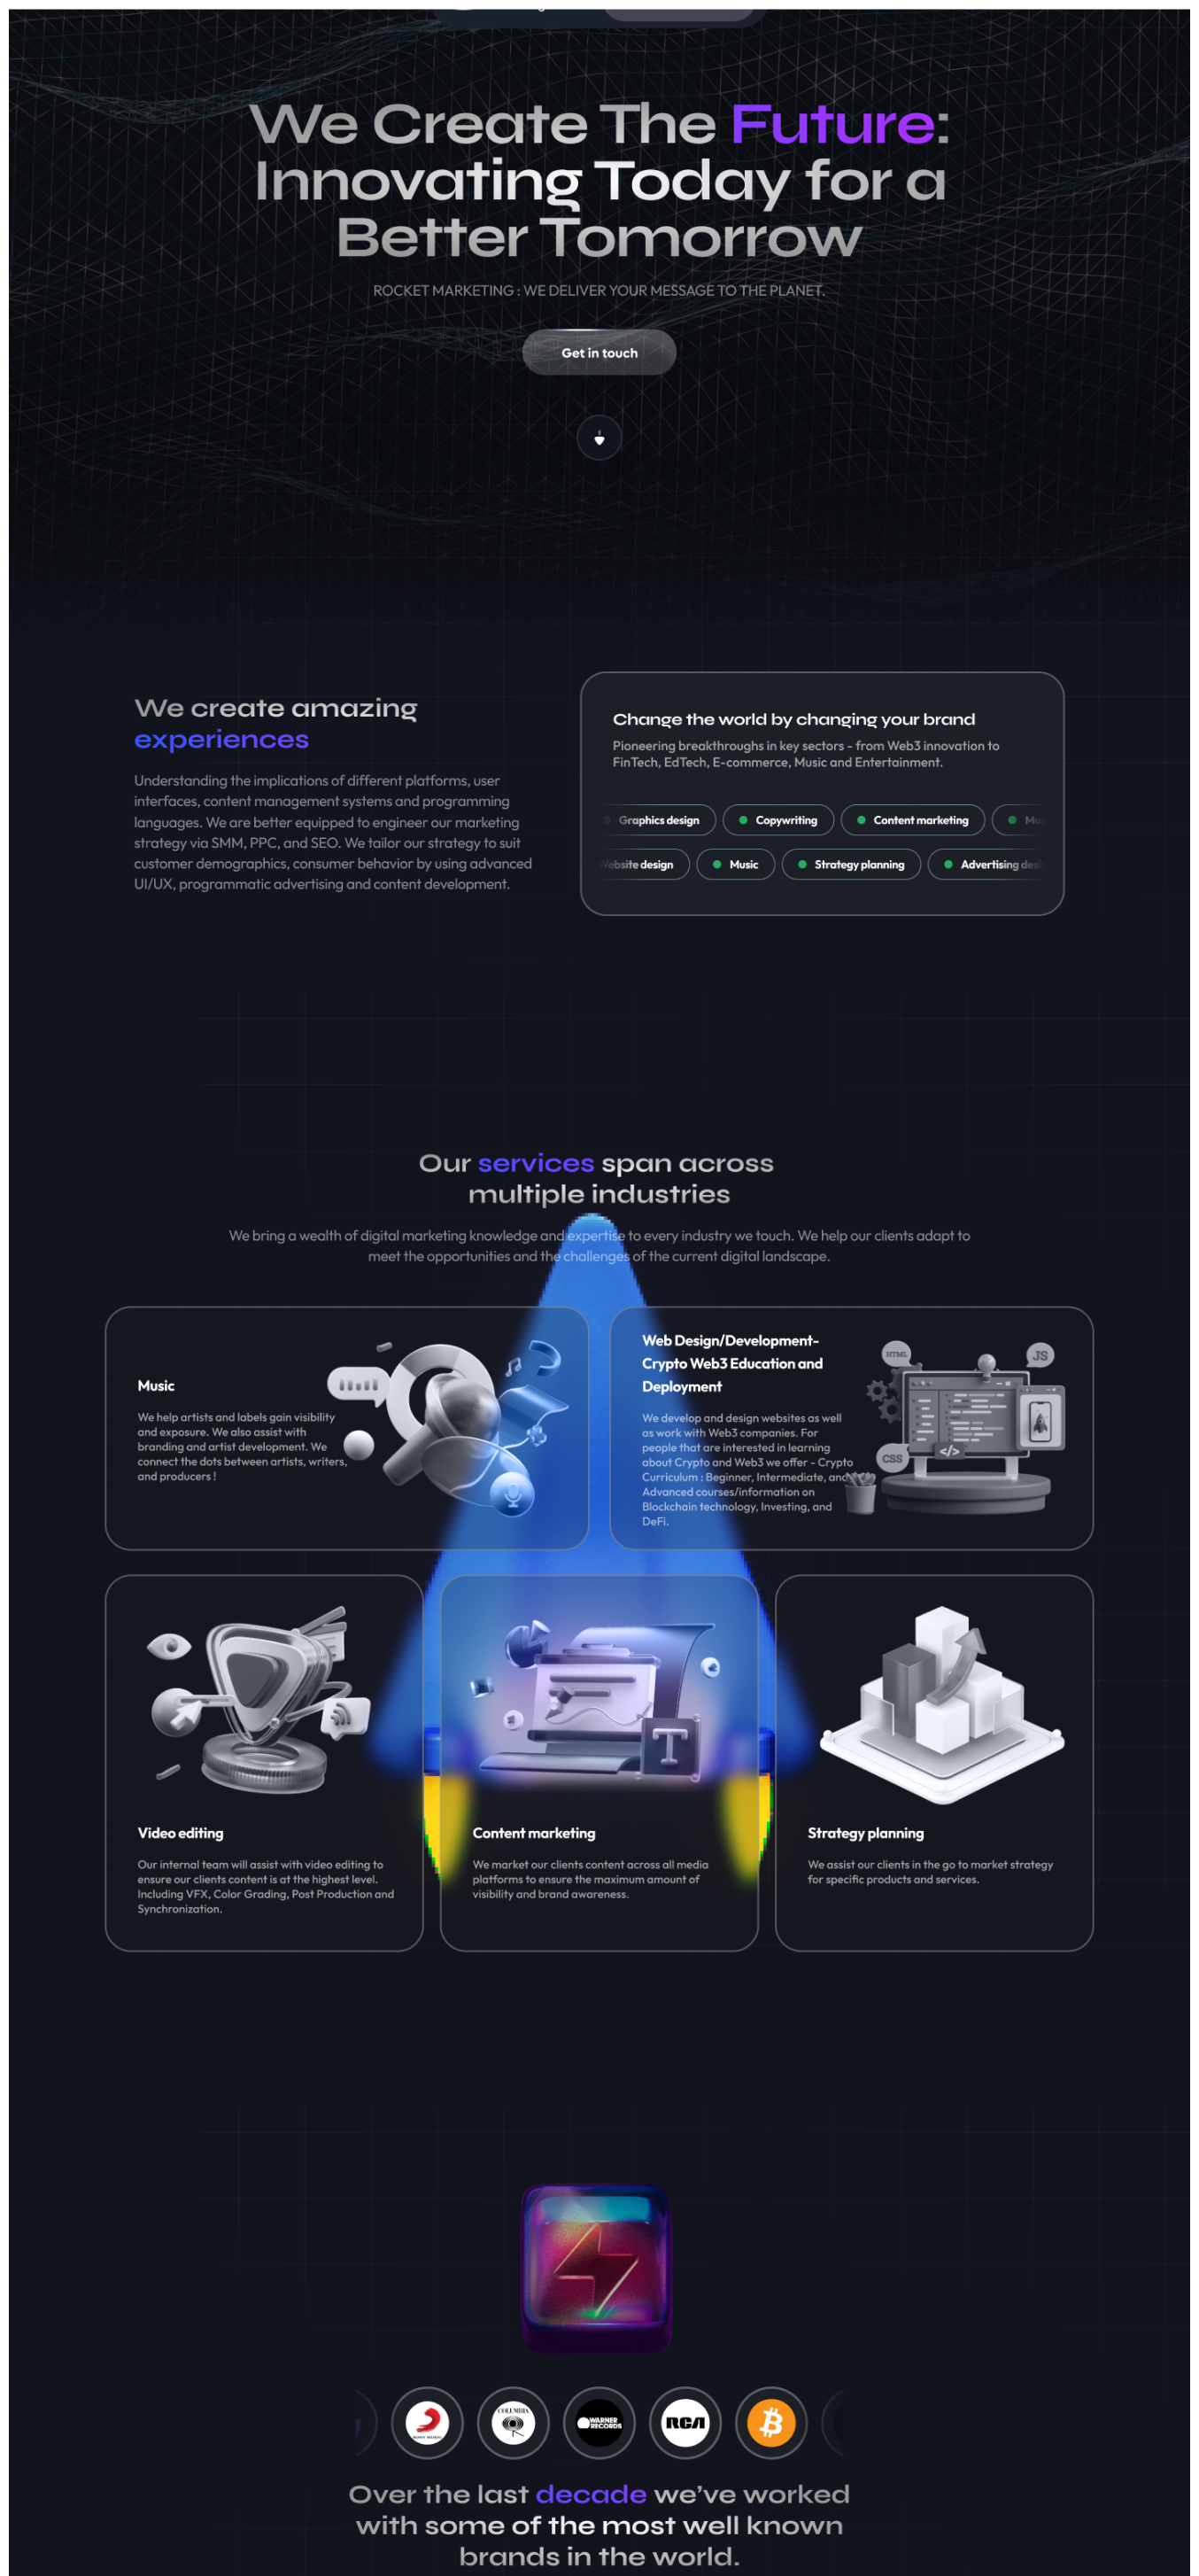 We Create The Future:
Innovating Today for a
Better Tomorrow
ROCKET MARKETING : WE DELIVER YOUR MESSAGE TO THE PLANET.
Get in touch
We create amazing
experiences
Understanding the implications of different platforms, user
interfaces, content management systems and programming
languages. We are better equipped to engineer our marketing
strategy via SMM, PPC, and SEO. We tailor our strategy to suit
customer demographics, consumer behavior by using advanced
UI/UX, programmatic advertising and content development.
Change the world by changing your brand
Pioneering breakthroughs in key sectors - from Web3 innovation to
FinTech, EdTech, E-commerce, Music and Entertainment.
Graphics design Copywriting Content marketing
Website design Music Strategy planning Advertising
Our services span across
multiple industries
We bring a wealth of digital marketing knowledge and expertise to every industry we touch. We help our clients adapt to
meet the opportunities and the challenges of the current digital landscape.
Music
We help artists and labels gain visibility
and exposure. We also assist with
branding and artist development. We
connect the dots between artists, writers,
and producers !
Web Design/Development-
Crypto Web3 Education and
Deployment
We develop and design websites as well
as work with Web3 companies. For
people that are interested in learning
about Crypto and Web3 we offer - Crypto
Curriculum : Beginner, Intermediate, and
Advanced courses/information on
Blockchain technology, Investing, and
DeFi.
HTML
JS
CSS
</>
T
Video editing
Our internal team will assist with video editing to
ensure our clients content is at the highest level.
Including VFX, Color Grading, Post Production and
Synchronization.
Content marketing
We market our clients content across all media
platforms to ensure the maximum amount of
visibility and brand awareness.
Strategy planning
We assist our clients in the go to market strategy
for specific products and services.
SONY MUSIC
COLUMBIA
WARNER
RECORDS
RCA
Over the last decade we've worked
with some of the most well known
brands in the world.